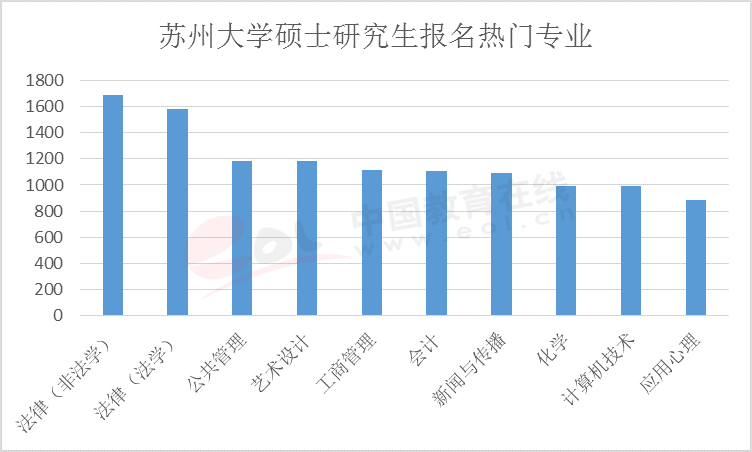 苏州大学硕士研究生报名热门专业
1800
1600
1400
1200
1000
800
600
400
200
0
eol 中国教育在线
www.eol.cn
法律（非法学）
法律（法学）
公共管理
艺术设计
工商管理
会计
新闻与传播
化学
计算机技术
应用心理